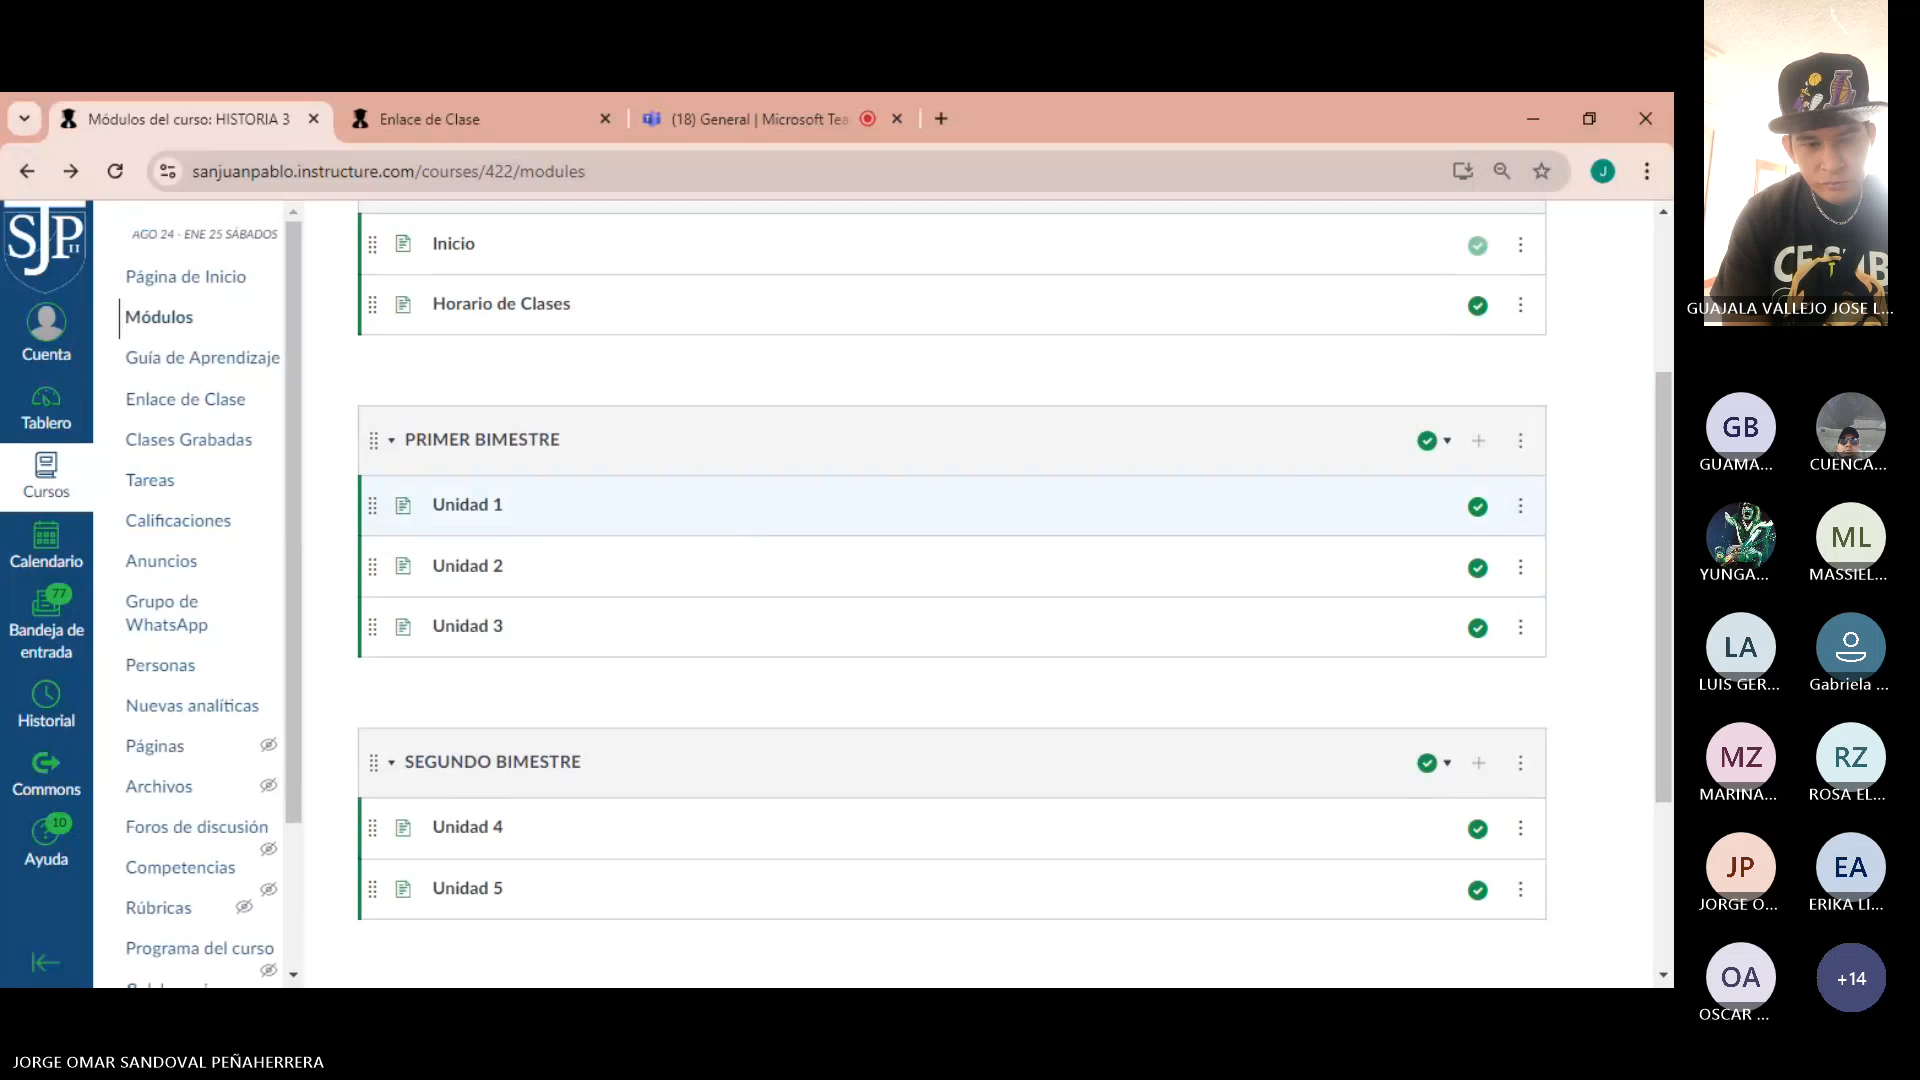 Módulos del curso: HISTORIA 3
Enlace de Clase
(18) General | Microsoft Tea
sanjuanpablo.instructure.com/courses/422/modules
J
SJP
II
Cuenta
Tablero
Cursos
Calendario
77
Bandeja de
entrada
Historial
Commons
10
Ayuda
AGO 24 - ENE 25 SÁBADOS
Página de Inicio
Módulos
Guía de Aprendizaje
Enlace de Clase
Clases Grabadas
Tareas
Calificaciones
Anuncios
Grupo de
WhatsApp
Personas
Nuevas analíticas
Páginas
Archivos
Foros de discusión
Competencias
Rúbricas
Programa del curso
Inicio
Horario de Clases
PRIMER BIMESTRE
Unidad 1
Unidad 2
Unidad 3
SEGUNDO BIMESTRE
Unidad 4
Unidad 5
GUAJALA VALLEJO JOSE L...
GB
GUAMA...
CUENCA...
YUNGA...
ML
MASSIEL...
LA
LUIS GER...
Gabriela ...
MZ
MARINA...
RZ
ROSA EL...
JP
JORGE O...
EA
ERIKA LI...
OA
OSCAR ...
+14
JORGE OMAR SANDOVAL PEÑAHERRERA